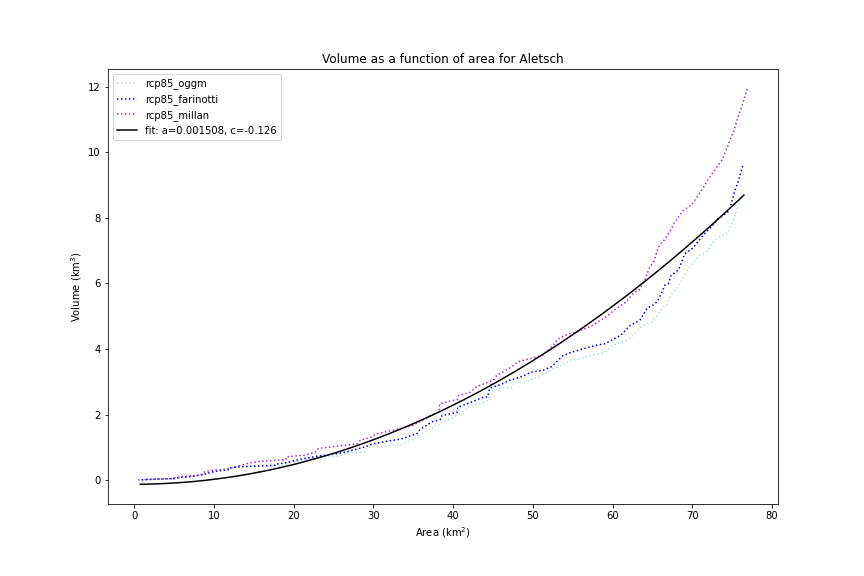 Volume as a function of area for Aletsch
rcp85_oggm
rcp85_farinotti
rcp85_millan
fit: a=0.001508, c=-0.126
12
10
8
6
4
2
0
Volume (km³)
0 10 20 30 40 50 60 70 80
Area (km²)